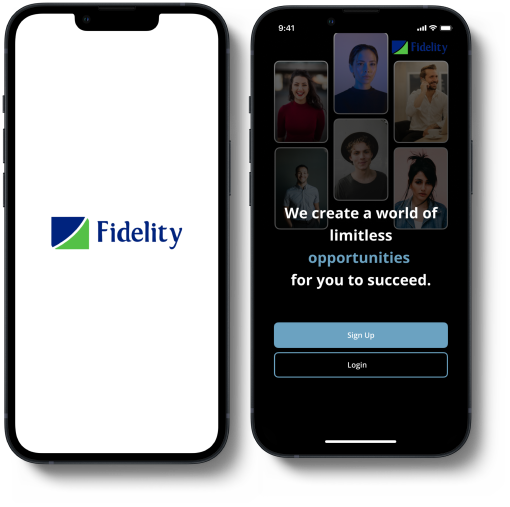 Fidelity
9:41
Fidelity
We create a world of
limitless
opportunities
for you to succeed.
Sign Up
Login